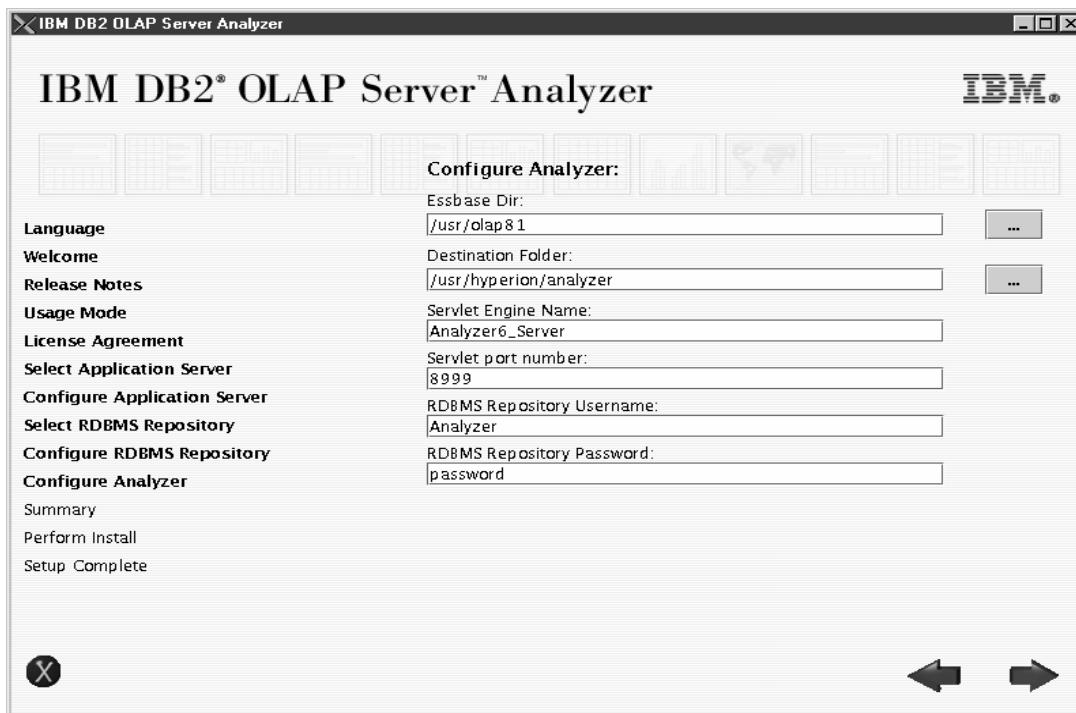 IBM DB2 OLAP Server Analyzer
IBM DB2® OLAP Server™ Analyzer
IBM®
Configure Analyzer:
Essbase Dir:
/usr/olap81
...
Destination Folder:
/usr/hyperion/analyzer
...
Servlet Engine Name:
Analyzer6_Server
Servlet port number:
8999
RDBMS Repository Username:
Analyzer
RDBMS Repository Password:
password
Language
Welcome
Release Notes
Usage Mode
License Agreement
Select Application Server
Configure Application Server
Select RDBMS Repository
Configure RDBMS Repository
Configure Analyzer
Summary
Perform Install
Setup Complete